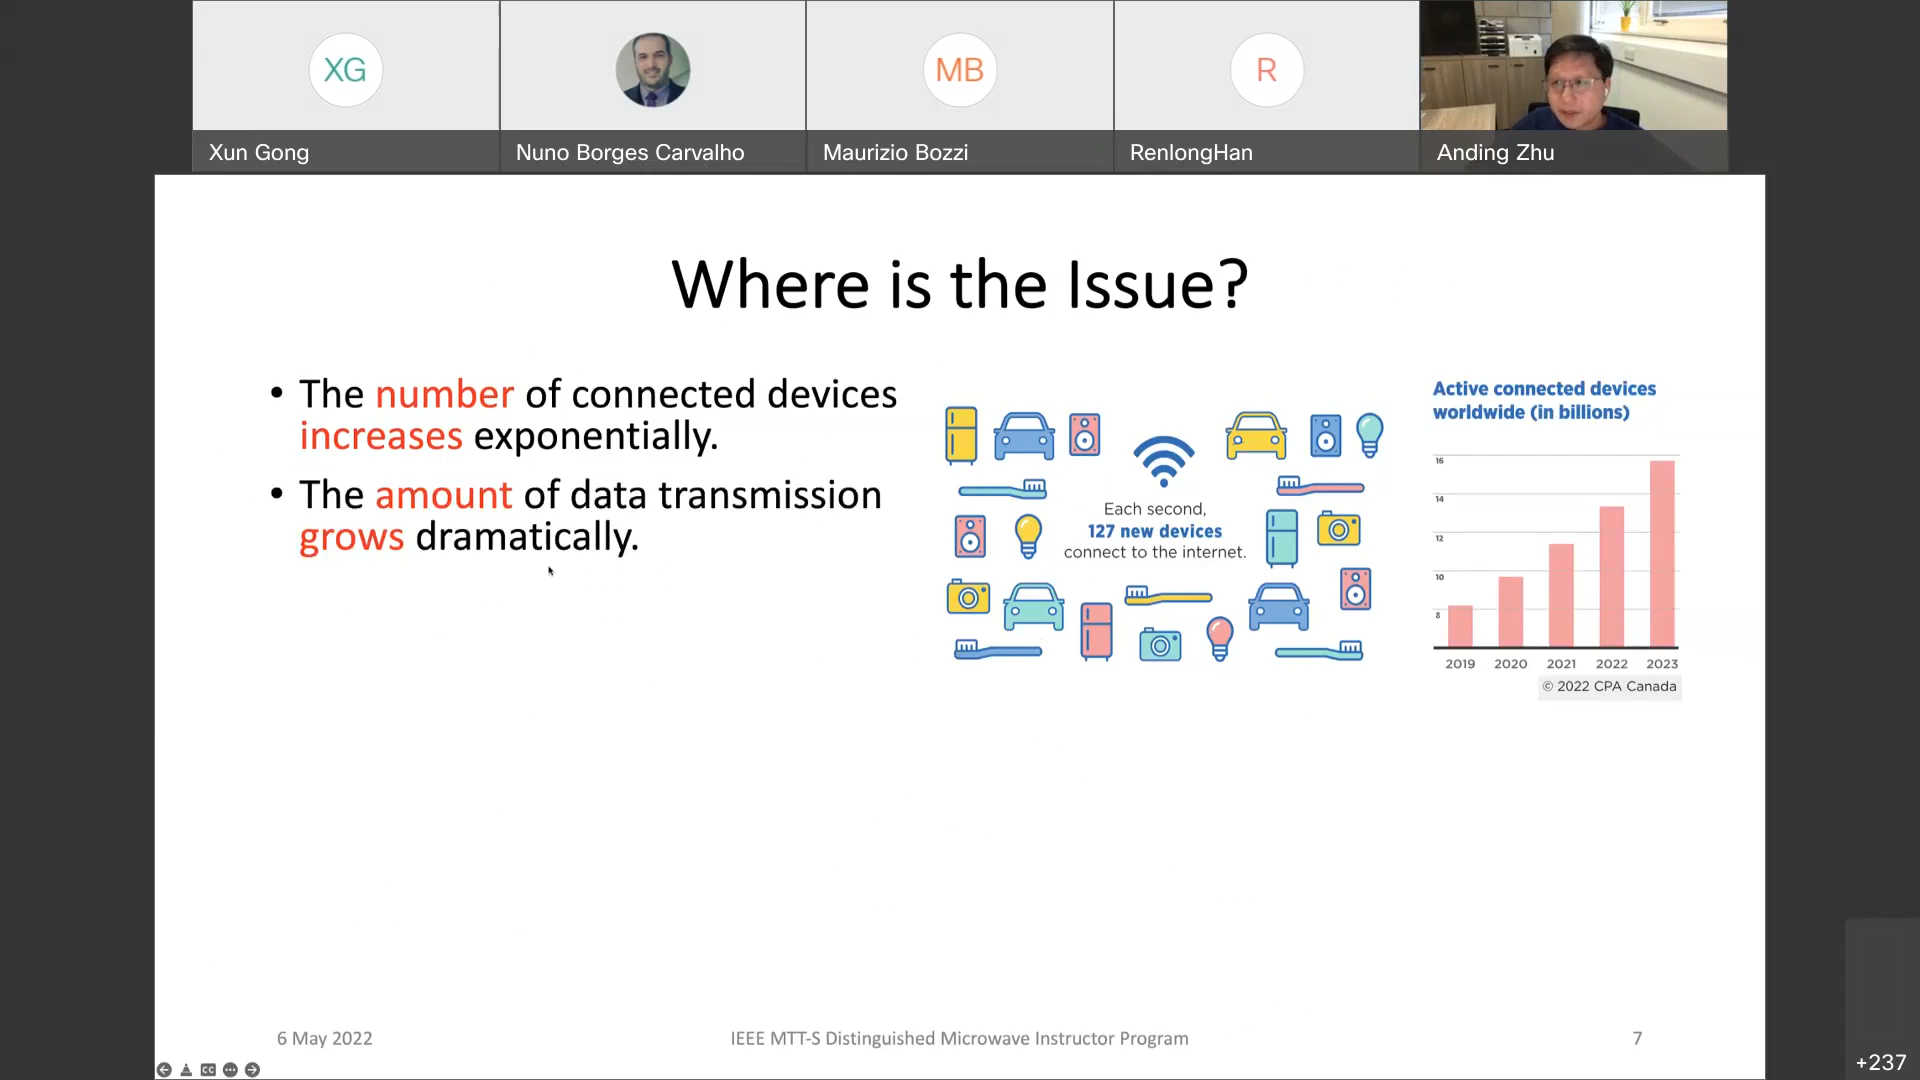 XG
MB
R
Xun Gong
Nuno Borges Carvalho
Maurizio Bozzi
RenlongHan
Anding Zhu
Where is the Issue?
• The number of connected devices
increases exponentially.
• The amount of data transmission
grows dramatically.
Each second,
127 new devices
connect to the internet.
Active connected devices
worldwide (in billions)
16
14
12
10
8
2019 2020 2021 2022 2023
© 2022 CPA Canada
6 May 2022
IEEE MTT-S Distinguished Microwave Instructor Program
7
CC
+237